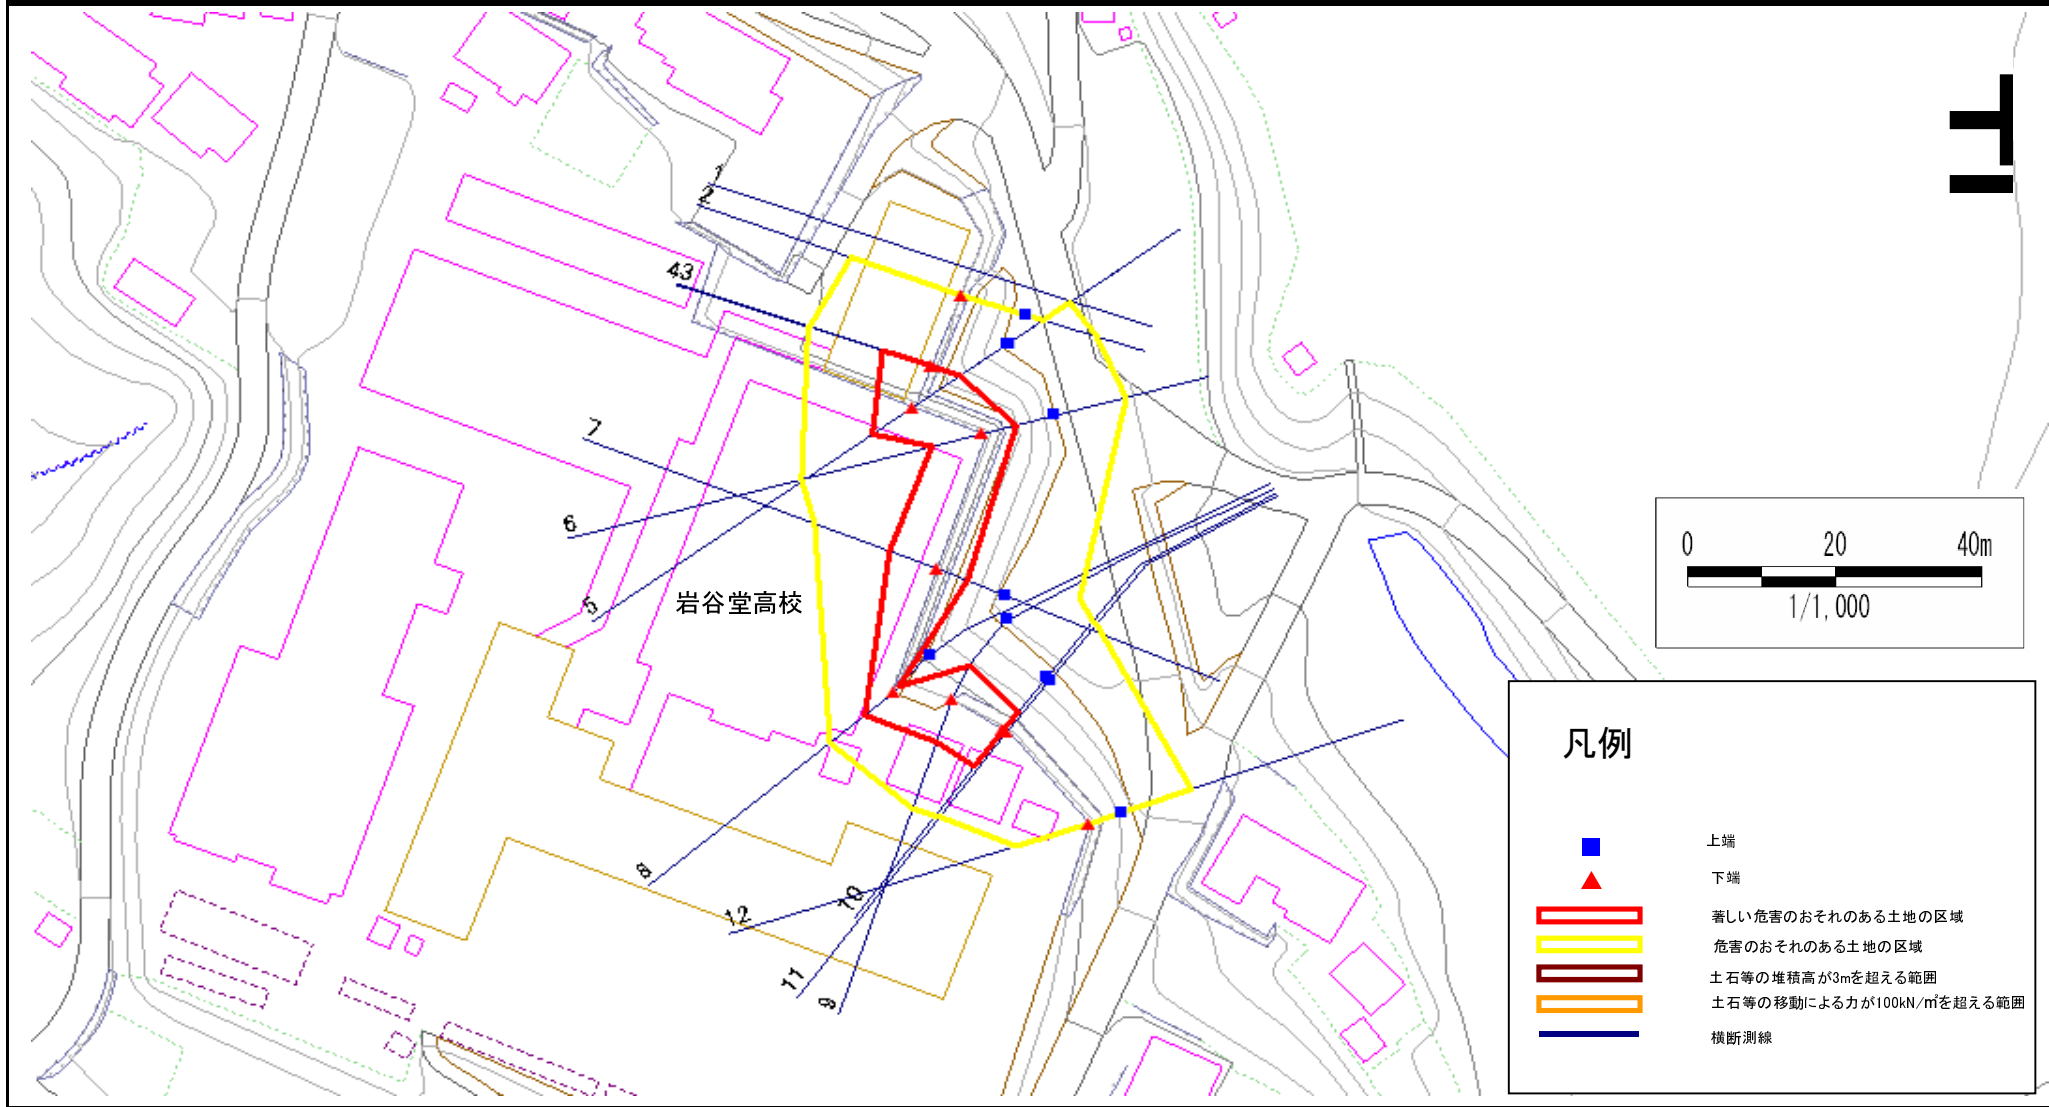 1
2
43
7
6
5
岩谷堂高校
8
12
10
11
9
0 20 40m
1/1,000
凡例
上端
下端
著しい危害のおそれのある土地の区域
危害のおそれのある土地の区域
土石等の堆積高が3mを超える範囲
土石等の移動による力が100kN/㎡を超える範囲
横断測線